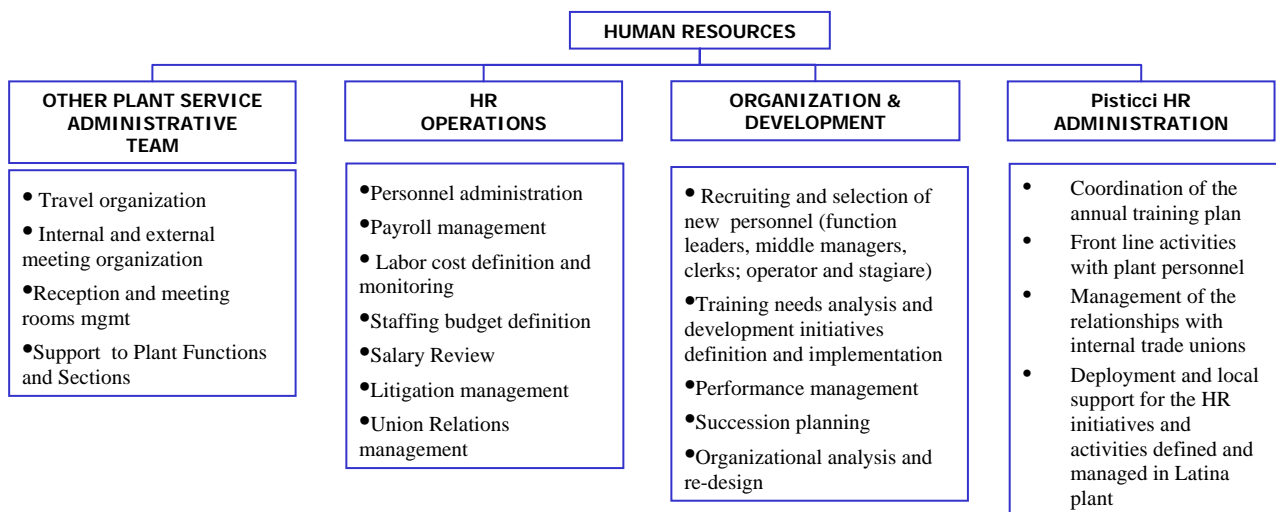 HUMAN RESOURCES
OTHER PLANT SERVICE
ADMINISTRATIVE
TEAM
• Travel organization
• Internal and external
meeting organization
•Reception and meeting
rooms mgmt
•Support to Plant Functions
and Sections
HR
OPERATIONS
•Personnel administration
•Payroll management
• Labor cost definition and
monitoring
•Staffing budget definition
•Salary Review
•Litigation management
•Union Relations
management
ORGANIZATION &
DEVELOPMENT
• Recruiting and selection of
new personnel (function
leaders, middle managers,
clerks; operator and stagiare)
•Training needs analysis and
development initiatives
definition and implementation
•Performance management
•Succession planning
•Organizational analysis and
re-design
Pisticci HR
ADMINISTRATION
• Coordination of the
annual training plan
• Front line activities
with plant personnel
• Management of the
relationships with
internal trade unions
• Deployment and local
support for the HR
initiatives and
activities defined and
managed in Latina
plant